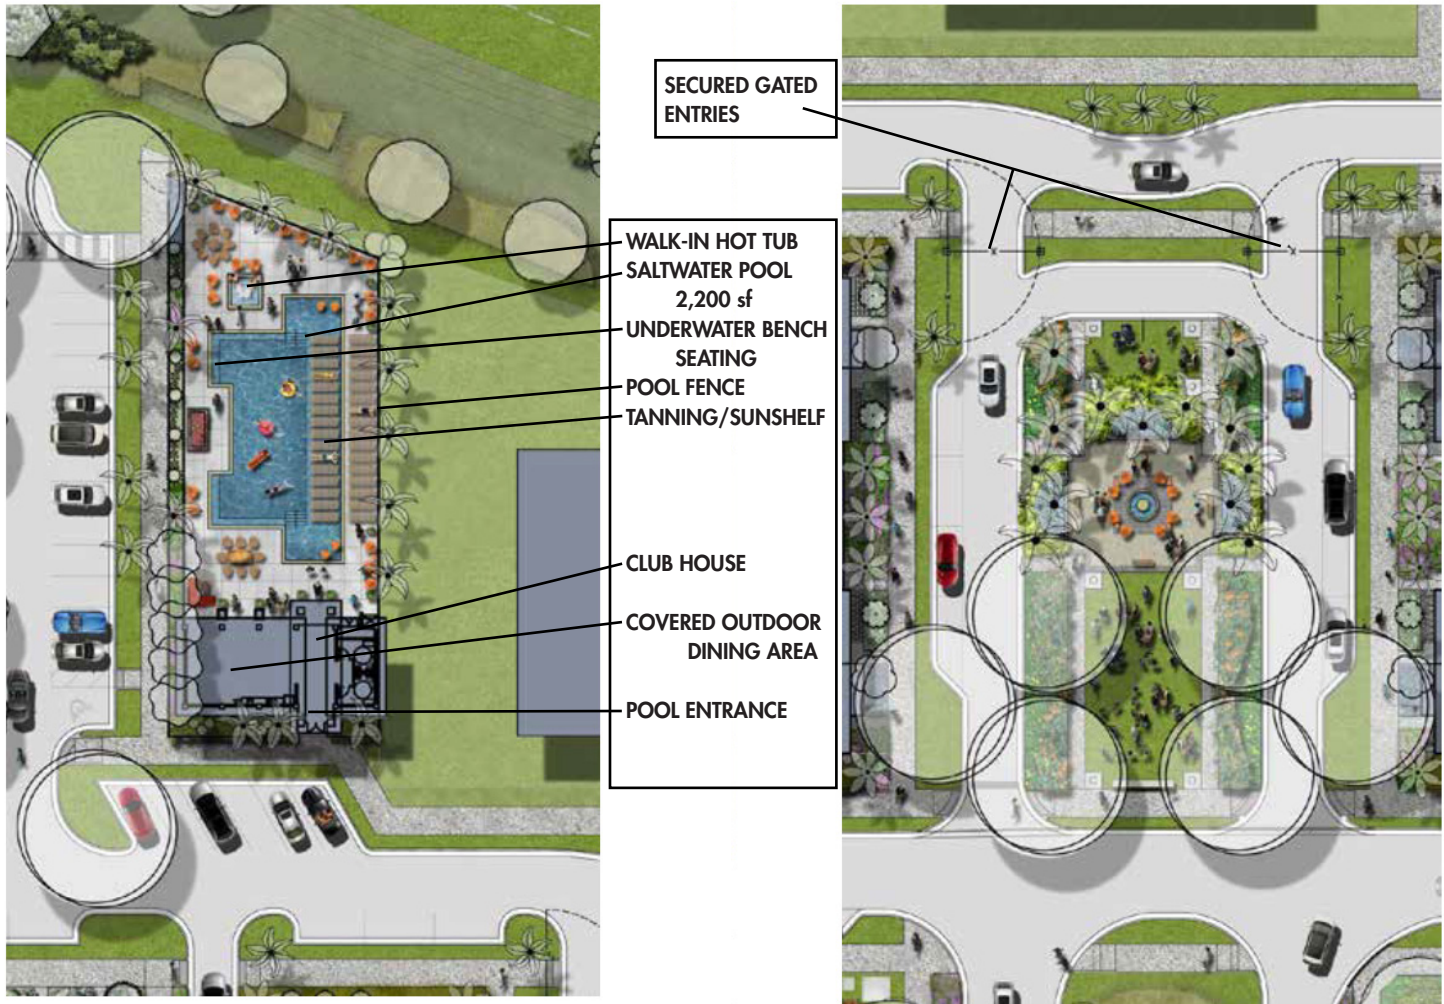 SECURED GATED
ENTRIES
WALK-IN HOT TUB
SALTWATER POOL
2,200 sf
UNDERWATER BENCH
SEATING
POOL FENCE
TANNING/SUNSHELF
CLUB HOUSE
COVERED OUTDOOR
DINING AREA
POOL ENTRANCE